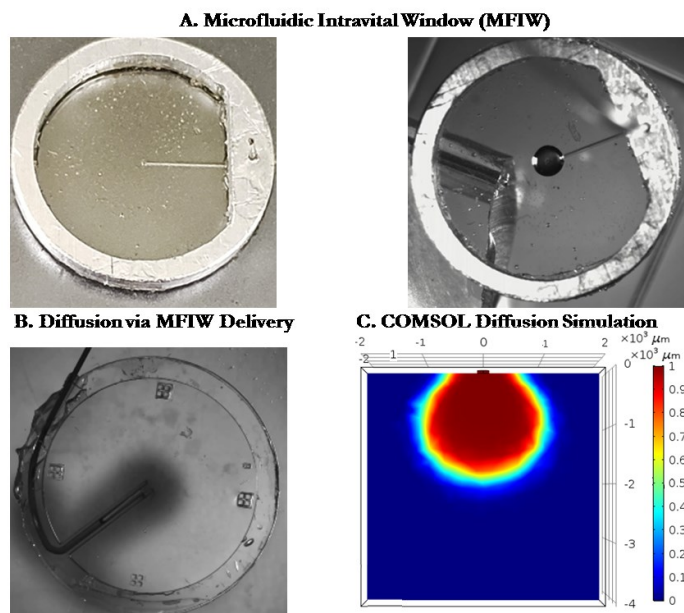 A. Microfluidic Intravital Window (MFIW)
B. Diffusion via MFIW Delivery
C. COMSOL Diffusion Simulation
×10³ μm
-2 -1 0 1 2
-2 1
0 ×10³ μm
-1
-2
-3
-4
1
0.9
0.8
0.7
0.6
0.5
0.4
0.3
0.2
0.1
0